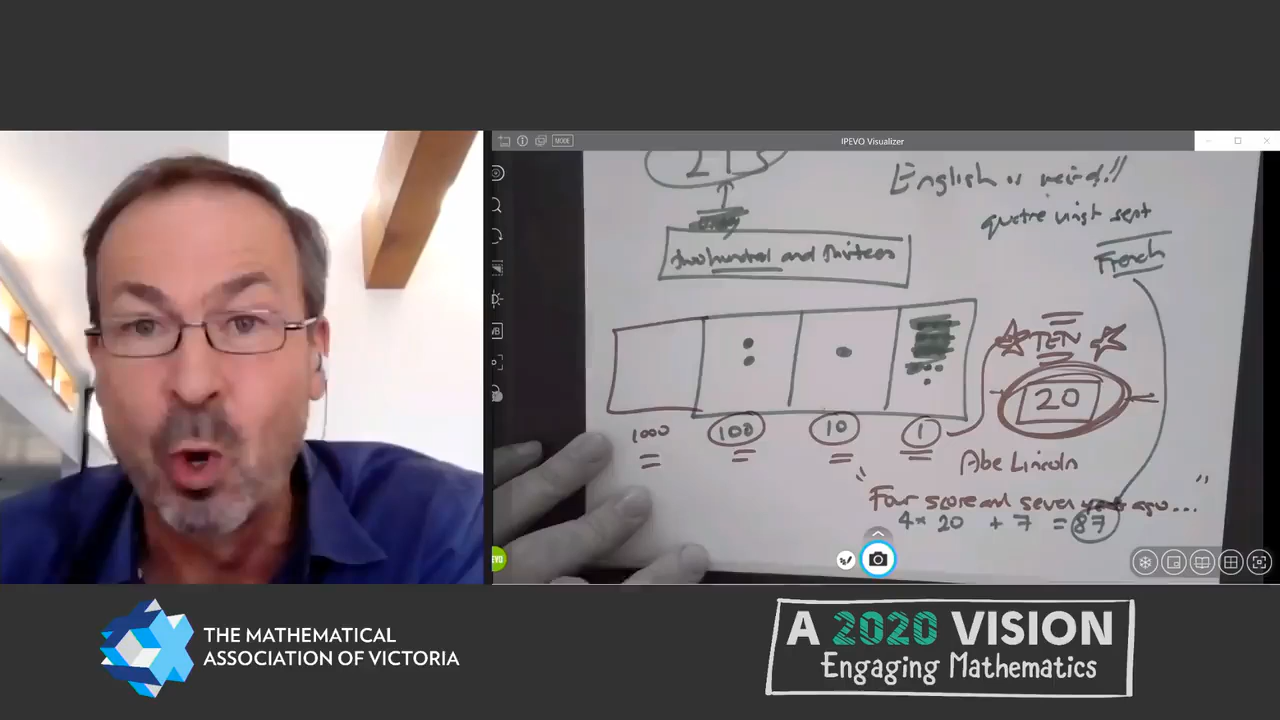 IPEVO Visualizer
MODE
213
English is weird!!
quatre vingt sept
French
two hundred and thirteen
TEN
20
1000 100 10 1
Abe Lincoln
"Four score and seven years ago..."
4 × 20 + 7 = 87
THE MATHEMATICAL
ASSOCIATION OF VICTORIA
A 2020 VISION
Engaging Mathematics